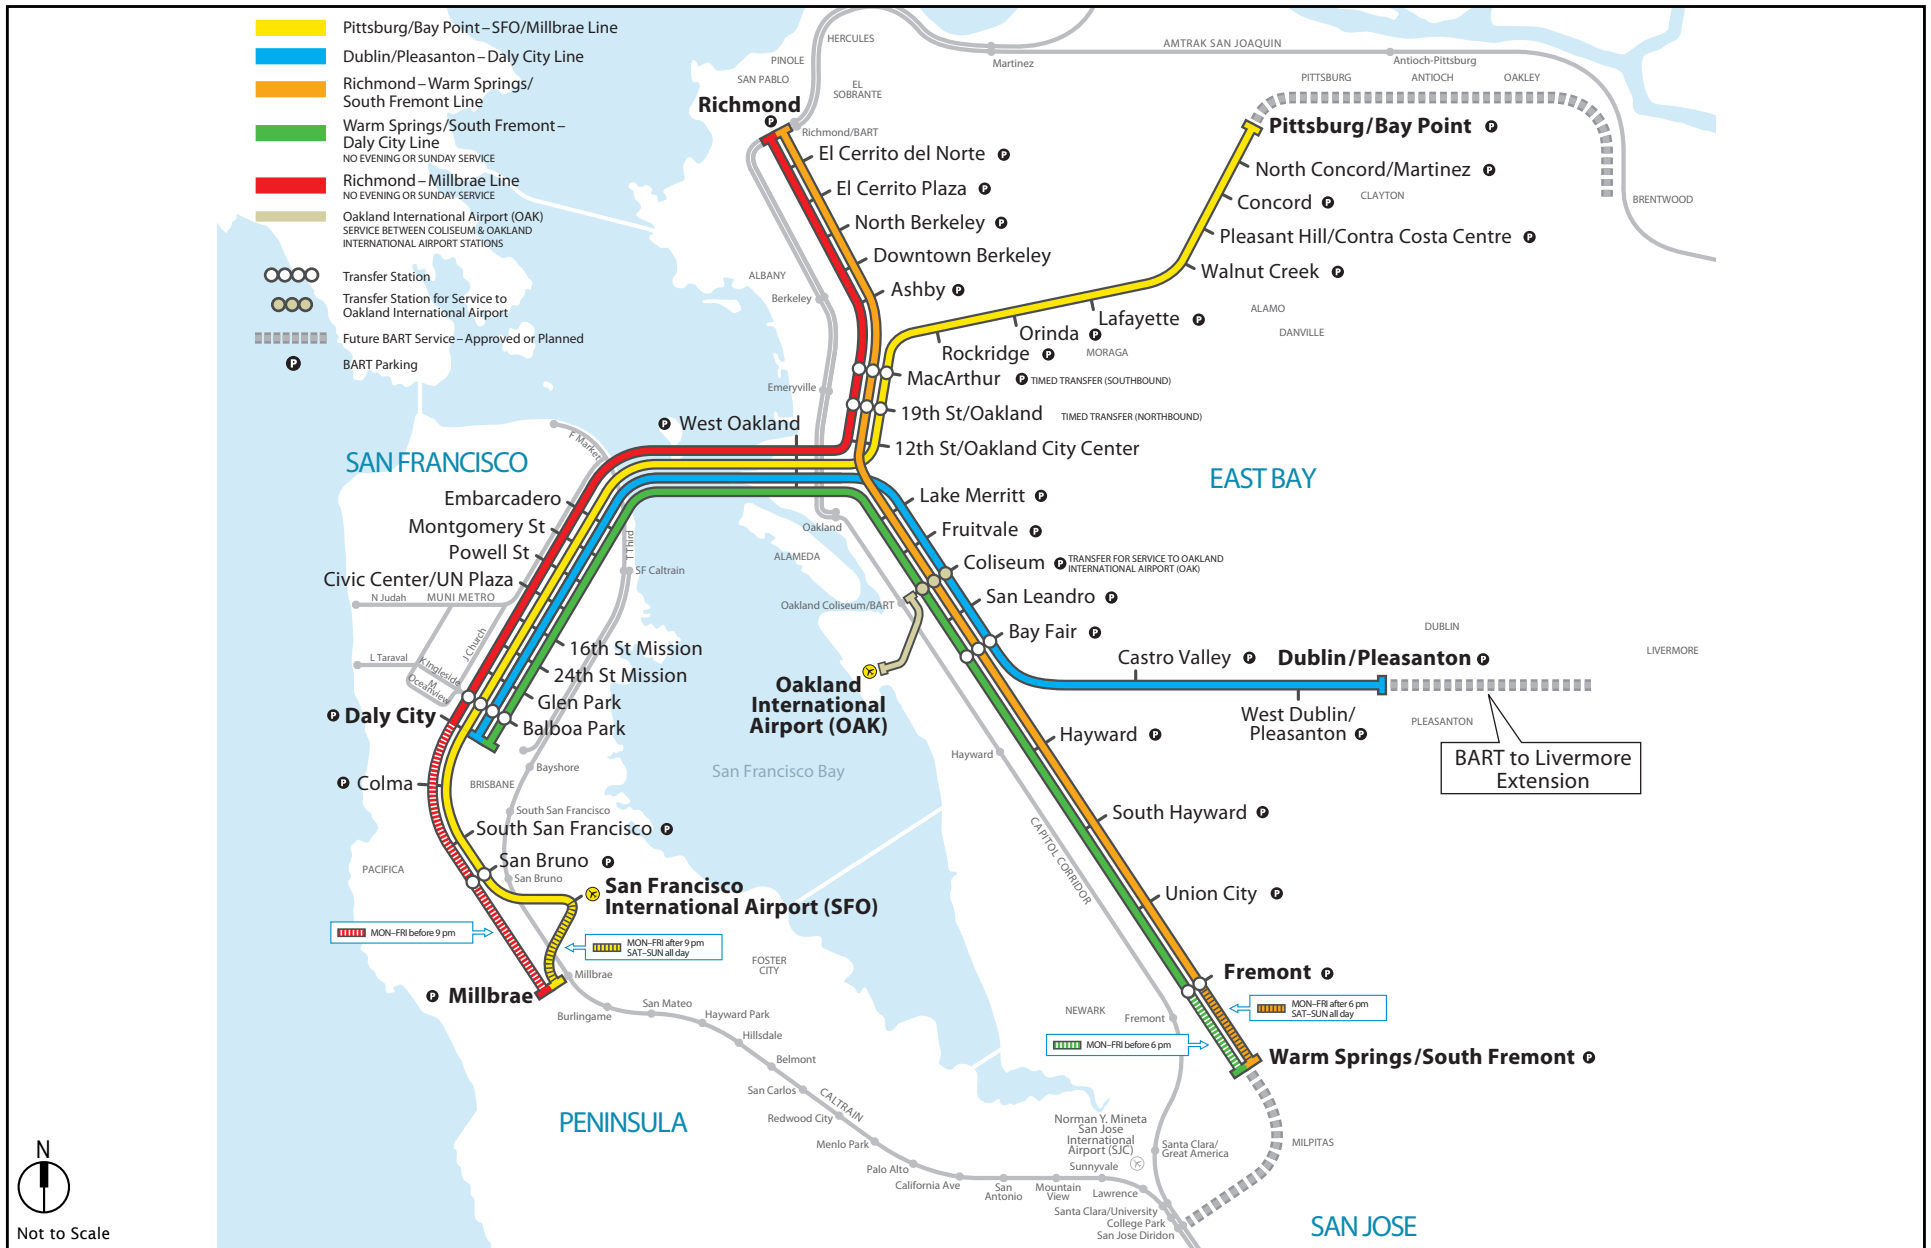 Pittsburg/Bay Point – SFO/Millbrae Line
Dublin/Pleasanton – Daly City Line
Richmond – Warm Springs/
South Fremont Line
Warm Springs/South Fremont –
Daly City Line
NO EVENING OR SUNDAY SERVICE
Richmond – Millbrae Line
NO EVENING OR SUNDAY SERVICE
Oakland International Airport (OAK)
SERVICE BETWEEN COLISEUM & OAKLAND
INTERNATIONAL AIRPORT STATIONS
Transfer Station
Transfer Station for Service to
Oakland International Airport
Future BART Service – Approved or Planned
P
BART Parking
HERCULES
PINOLE
SAN PABLO
EL
SOBRANTE
Martinez
AMTRAK SAN JOAQUIN
Antioch-Pittsburg
PITTSBURG
ANTIOCH
OAKLEY
BRENTWOOD
Richmond
P
Richmond/BART
El Cerrito del Norte P
El Cerrito Plaza P
North Berkeley P
Downtown Berkeley
Ashby P
ALBANY
Berkeley
Emeryville
Pittsburg/Bay Point P
North Concord/Martinez P
CLAYTON
Concord P
Pleasant Hill/Contra Costa Centre P
Walnut Creek P
ALAMO
DANVILLE
Lafayette P
Orinda P
MORAGA
Rockridge P
MacArthur P TIMED TRANSFER (SOUTHBOUND)
19th St/Oakland TIMED TRANSFER (NORTHBOUND)
12th St/Oakland City Center
P West Oakland
SAN FRANCISCO
EAST BAY
F Market
Embarcadero
Montgomery St
Powell St
Civic Center/UN Plaza
N Judah
MUNI METRO
J Church
L Taraval
K Ingleside
M
Oceanview
T Third
SF Caltrain
Oakland
ALAMEDA
Lake Merritt P
Fruitvale P
Coliseum P TRANSFER FOR SERVICE TO OAKLAND
INTERNATIONAL AIRPORT (OAK)
Oakland Coliseum/BART
San Leandro P
Bay Fair P
Castro Valley P
Dublin/Pleasanton P
DUBLIN
LIVERMORE
West Dublin/
Pleasanton P
PLEASANTON
BART to Livermore
Extension
16th St Mission
24th St Mission
Glen Park
Balboa Park
P Daly City
Oakland
International
Airport (OAK)
San Francisco Bay
Hayward
Hayward P
South Hayward P
CAPITOL CORRIDOR
Union City P
P Colma
BRISBANE
Bayshore
South San Francisco
South San Francisco P
San Bruno P
San Bruno
PACIFICA
San Francisco
International Airport (SFO)
MON–FRI before 9 pm
MON–FRI after 9 pm
SAT–SUN all day
FOSTER
CITY
P Millbrae
Millbrae
Burlingame
San Mateo
Hayward Park
Hillsdale
Belmont
San Carlos
CALTRAIN
Redwood City
Menlo Park
Palo Alto
California Ave
San
Antonio
Mountain
View
Sunnyvale
Lawrence
Santa Clara/University
College Park
San Jose Diridon
Fremont P
MON–FRI after 6 pm
SAT–SUN all day
NEWARK
Fremont
MON–FRI before 6 pm
Warm Springs/South Fremont P
Norman Y. Mineta
San Jose
International
Airport (SJC)
Santa Clara/
Great America
MILPITAS
PENINSULA
SAN JOSE
N
Not to Scale